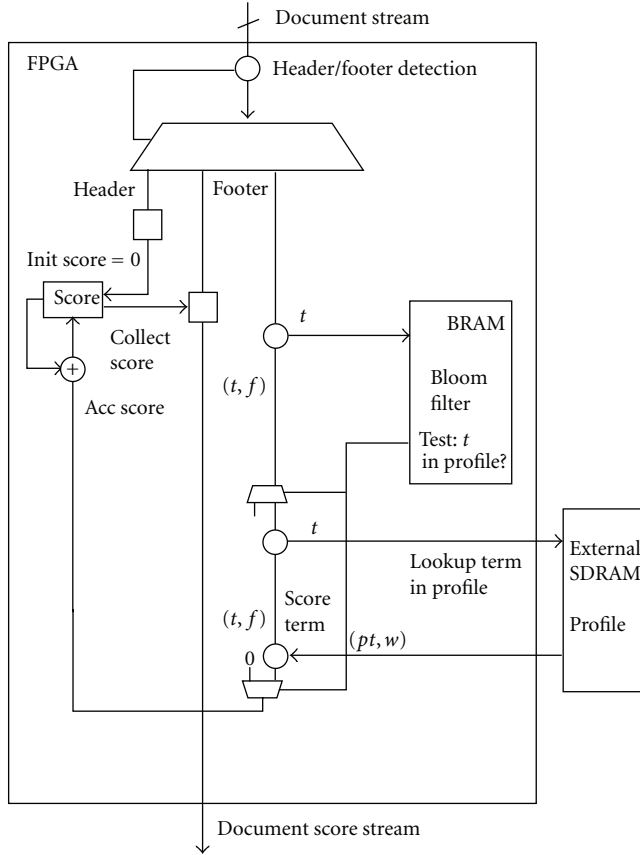 Document stream
FPGA
Header/footer detection
Header
Footer
Init score = 0
Score
Collect
score
+
Acc score
t
BRAM
(t, f)
Bloom
filter
Test: t
in profile?
t
Lookup term
in profile
External
SDRAM
Score
term
(t, f)
Profile
(pt, w)
0
Document score stream